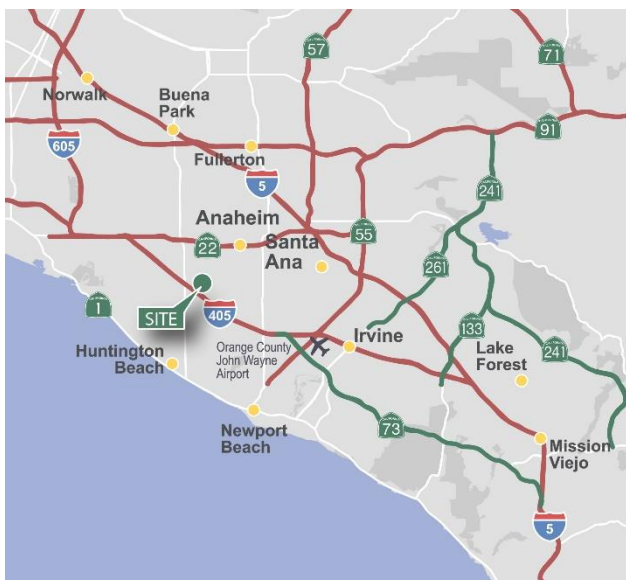 57
71
Norwalk
Buena
Park
91
605
Fullerton
5
241
Anaheim
22
Santa
Ana
55
261
SITE
1
405
133
Huntington
Beach
Orange County
John Wayne
Airport
Irvine
Lake
Forest
241
Newport
Beach
73
Mission
Viejo
5